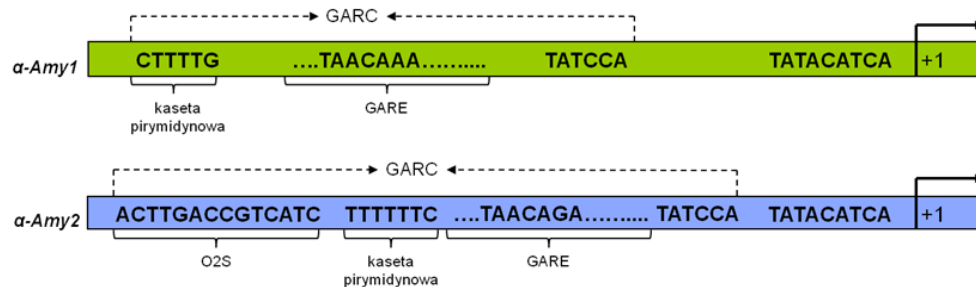 GARC
α-Amy1 CTTTTG ....TAACAAA........ TATCCA TATACATCA +1
kaseta pirymidynowa
GARE
GARC
α-Amy2 ACTTGACCGTCATC TTTTTTC ....TAACAGA........ TATCCA TATACATCA +1
O2S
kaseta pirymidynowa
GARE